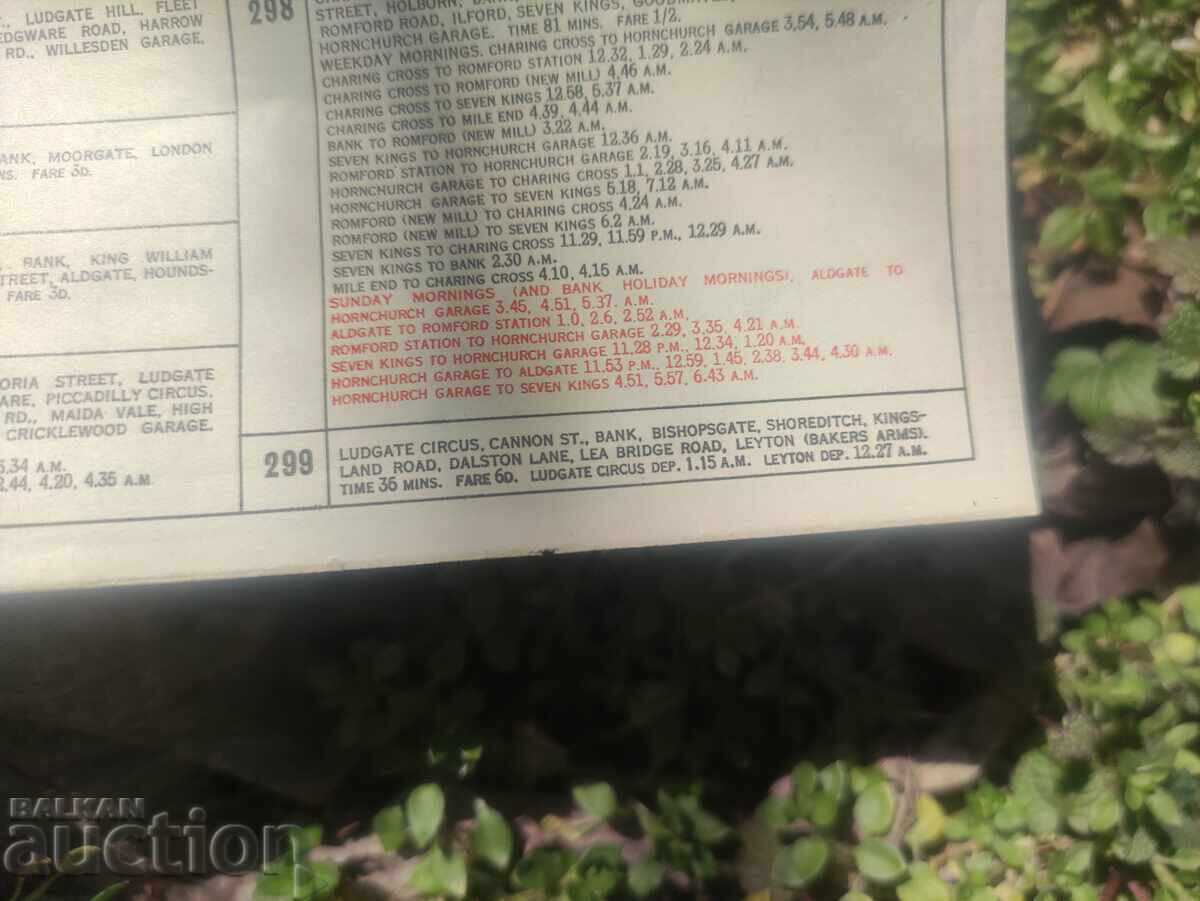 ., LUDGATE HILL, FLEET
EDGWARE ROAD, HARROW
RD., WILLESDEN GARAGE.
ANK, MOORGATE, LONDON
NS. FARE 3D.
BANK, KING WILLIAM
TREET, ALDGATE, HOUNDS-
FARE 3D.
ORIA STREET, LUDGATE
ARE, PICCADILLY CIRCUS.
RD., MAIDA VALE, HIGH
CRICKLEWOOD GARAGE.
5.34 A.M.
2.44, 4.20, 4.35 A.M.
298
STREET, HOLBORN, BANK,
ROMFORD ROAD, ILFORD, SEVEN KINGS,
HORNCHURCH GARAGE. TIME 81 MINS. FARE 1/2.
WEEKDAY MORNINGS. CHARING CROSS TO HORNCHURCH GARAGE 3.54, 5.48 A.M.
CHARING CROSS TO ROMFORD STATION 12.32, 1.29, 2.24 A.M.
CHARING CROSS TO ROMFORD (NEW MILL) 4.46 A.M.
CHARING CROSS TO SEVEN KINGS 12.58, 5.37 A.M.
CHARING CROSS TO MILE END 4.39, 4.44 A.M.
BANK TO ROMFORD (NEW MILL) 3.22 A.M.
SEVEN KINGS TO HORNCHURCH GARAGE 12.36 A.M.
ROMFORD STATION TO HORNCHURCH GARAGE 2.19, 3.16, 4.11 A.M.
HORNCHURCH GARAGE TO CHARING CROSS 1.1, 2.28, 3.25, 4.27 A.M.
HORNCHURCH GARAGE TO SEVEN KINGS 5.18, 7.12 A.M.
ROMFORD (NEW MILL) TO CHARING CROSS 4.24 A.M.
ROMFORD (NEW MILL) TO SEVEN KINGS 6.2 A.M.
SEVEN KINGS TO CHARING CROSS 11.29, 11.59 P.M., 12.29 A.M.
SEVEN KINGS TO BANK 2.30 A.M.
MILE END TO CHARING CROSS 4.10, 4.15 A.M.
SUNDAY MORNINGS (AND BANK HOLIDAY MORNINGS), ALDGATE TO
HORNCHURCH GARAGE 3.45, 4.51, 5.37. A.M.
ALDGATE TO ROMFORD STATION 1.0, 2.6, 2.52 A.M.
ROMFORD STATION TO HORNCHURCH GARAGE 2.29, 3.35, 4.21 A.M.
SEVEN KINGS TO HORNCHURCH GARAGE 11.28 P.M., 12.34, 1.20 A.M.
HORNCHURCH GARAGE TO ALDGATE 11.53 P.M., 12.59, 1.45, 2.38, 3.44, 4.30 A.M.
HORNCHURCH GARAGE TO SEVEN KINGS 4.51, 5.57, 6.43 A.M.
299
LUDGATE CIRCUS, CANNON ST., BANK, BISHOPSGATE, SHOREDITCH, KINGS-
LAND ROAD, DALSTON LANE, LEA BRIDGE ROAD, LEYTON (BAKERS ARMS).
TIME 36 MINS. FARE 6D. LUDGATE CIRCUS DEP. 1.15 A.M. LEYTON DEP. 12.27 A.M.
BALKAN
auction